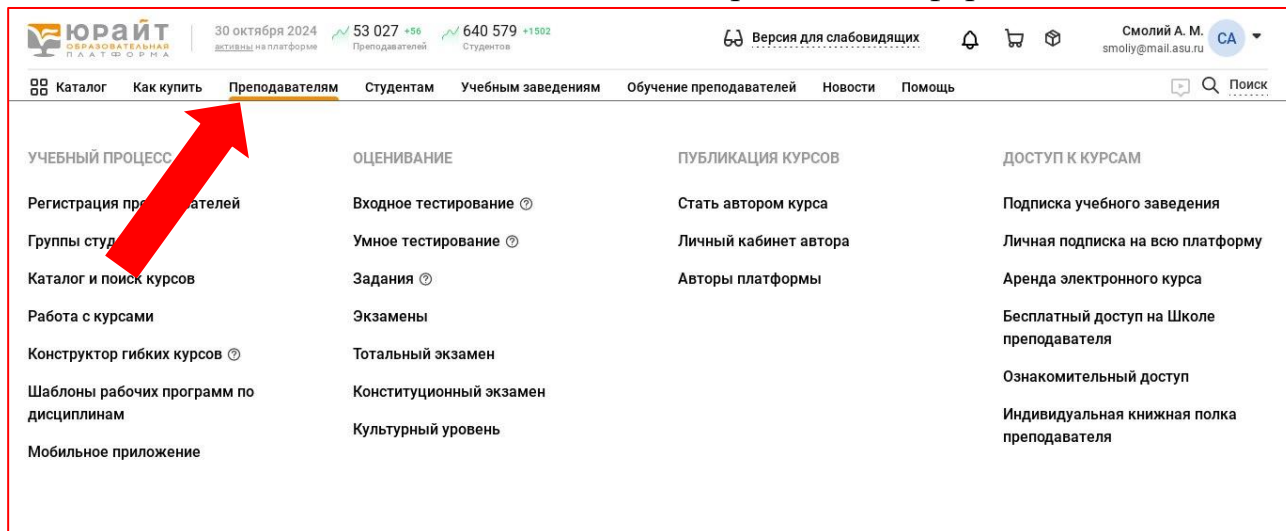 ЮРАЙТ
ОБРАЗОВАТЕЛЬНАЯ
ПЛАТФОРМА
30 октября 2024
активны на платформе
53 027 +56
Преподавателей
640 579 +1502
Студентов
Версия для слабовидящих
Смолий А. М.
smoliy@mail.asu.ru
СА
Каталог Как купить Преподавателям Студентам Учебным заведениям Обучение преподавателей Новости Помощь Поиск
УЧЕБНЫЙ ПРОЦЕСС
Регистрация
Группы
Каталог и поиск курсов
Работа с курсами
Конструктор гибких курсов
Шаблоны рабочих программ по
дисциплинам
Мобильное приложение
ОЦЕНИВАНИЕ
Входное тестирование
Умное тестирование
Задания
Экзамены
Тотальный экзамен
Конституционный экзамен
Культурный уровень
ПУБЛИКАЦИЯ КУРСОВ
Стать автором курса
Личный кабинет автора
Авторы платформы
ДОСТУП К КУРСАМ
Подписка учебного заведения
Личная подписка на всю платформу
Аренда электронного курса
Бесплатный доступ на Школе
преподавателя
Ознакомительный доступ
Индивидуальная книжная полка
преподавателя